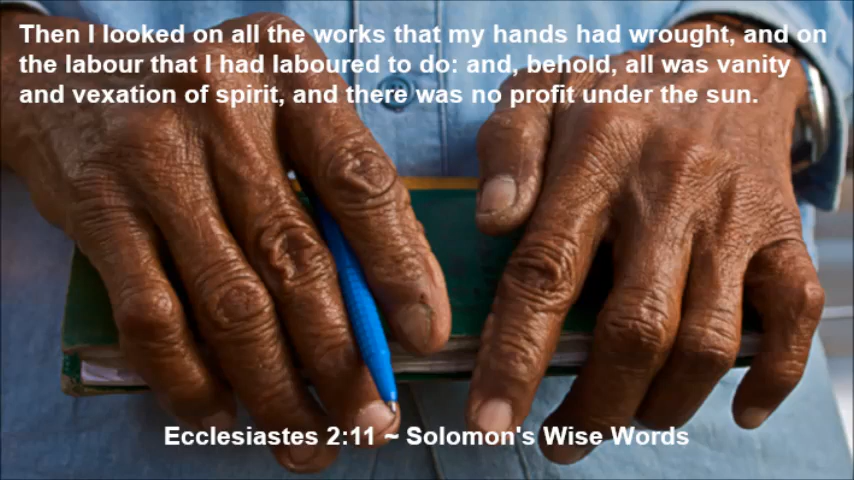 Then I looked on all the works that my hands had wrought, and on
the labour that I had laboured to do: and, behold, all was vanity
and vexation of spirit, and there was no profit under the sun.
Ecclesiastes 2:11 ~ Solomon's Wise Words